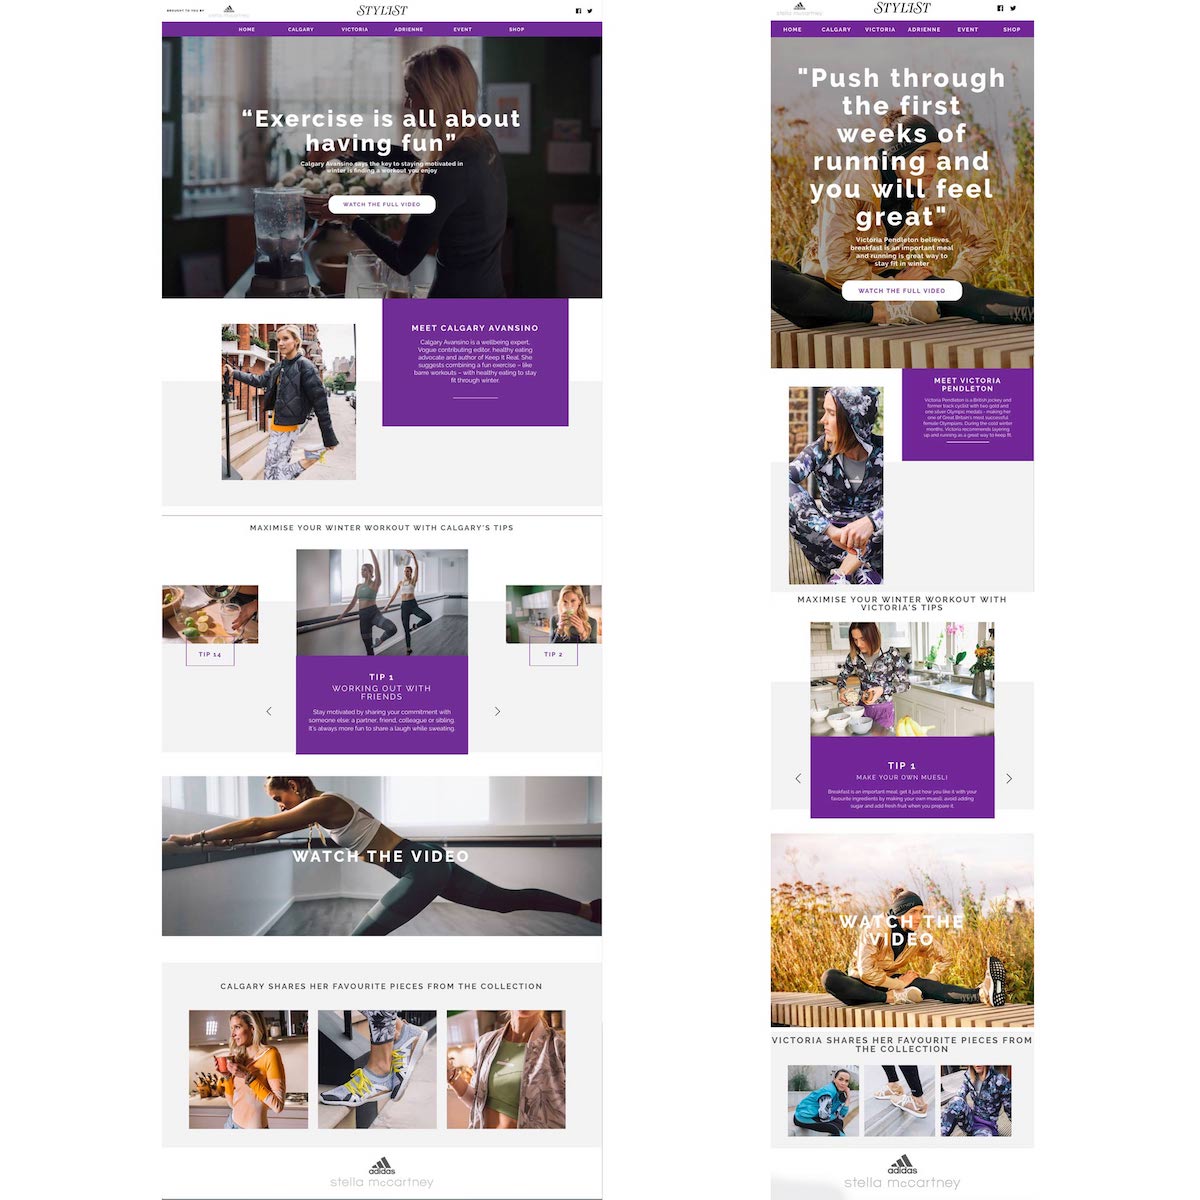 BROUGHT TO YOU BY
adidas
stella mccartney
STYLIST
HOME CALGARY VICTORIA ADRIENNE EVENT SHOP
“Exercise is all about
having fun”
Calgary Avansino says the key to staying motivated in
winter is finding a workout you enjoy
WATCH THE FULL VIDEO
MEET CALGARY AVANSINO
Calgary Avansino is a wellbeing expert,
Vogue contributing editor, healthy eating
advocate and author of Keep It Real. She
suggests combining a fun exercise – like
barre workouts – with healthy eating to stay
fit through winter.
MAXIMISE YOUR WINTER WORKOUT WITH CALGARY'S TIPS
TIP 14
TIP 1
WORKING OUT WITH
FRIENDS
Stay motivated by sharing your commitment with
someone else: a partner, friend, colleague or sibling.
It's always more fun to share a laugh while sweating.
TIP 2
WATCH THE VIDEO
CALGARY SHARES HER FAVOURITE PIECES FROM THE COLLECTION
adidas
stella mccartney
adidas
stella mccartney
STYLIST
HOME CALGARY VICTORIA ADRIENNE EVENT SHOP
"Push through
the first
weeks of
running and
you will feel
great"
Victoria Pendleton believes
breakfast is an important meal
and running is great way to
stay fit in winter
WATCH THE FULL VIDEO
MEET VICTORIA
PENDLETON
Victoria Pendleton is a British jockey and
former track cyclist with two gold and
one silver Olympic medals - making her
one of Great Britain's most successful
female Olympians. During the cold winter
months, Victoria recommends layering
up and running as a great way to keep fit.
MAXIMISE YOUR WINTER WORKOUT WITH
VICTORIA'S TIPS
TIP 1
MAKE YOUR OWN MUESLI
Breakfast is an important meal: get it just how you like it with your
favourite ingredients by making your own muesli, avoid adding
sugar and add fresh fruit when you prepare it.
WATCH THE
VIDEO
VICTORIA SHARES HER FAVOURITE PIECES FROM
THE COLLECTION
adidas
stella mccartney